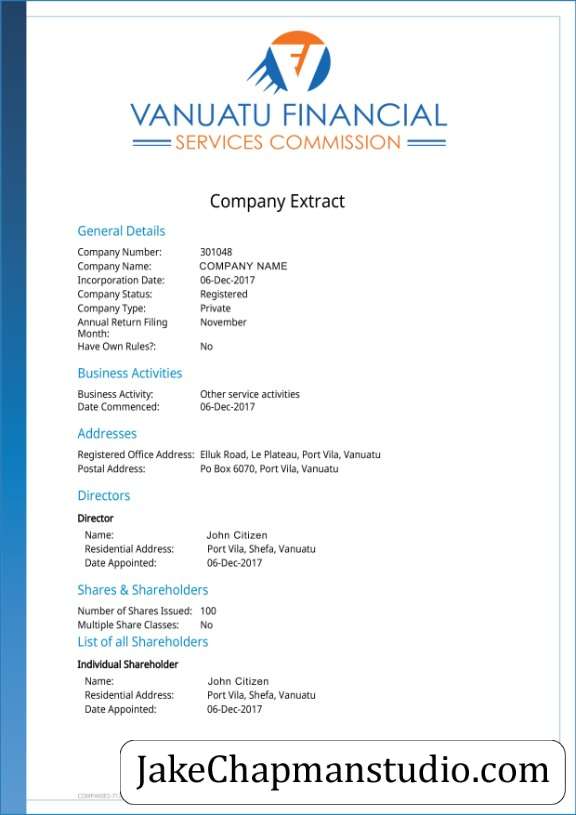 VANUATU FINANCIAL
SERVICES COMMISSION
Company Extract
General Details
Company Number: 301048
Company Name: COMPANY NAME
Incorporation Date: 06-Dec-2017
Company Status: Registered
Company Type: Private
Annual Return Filing November
Month:
Have Own Rules?: No
Business Activities
Business Activity: Other service activities
Date Commenced: 06-Dec-2017
Addresses
Registered Office Address: Elluk Road, Le Plateau, Port Vila, Vanuatu
Postal Address: Po Box 6070, Port Vila, Vanuatu
Directors
Director
Name: John Citizen
Residential Address: Port Vila, Shefa, Vanuatu
Date Appointed: 06-Dec-2017
Shares & Shareholders
Number of Shares Issued: 100
Multiple Share Classes: No
List of all Shareholders
Individual Shareholder
Name: John Citizen
Residential Address: Port Vila, Shefa, Vanuatu
Date Appointed: 06-Dec-2017
JakeChapmanstudio.com